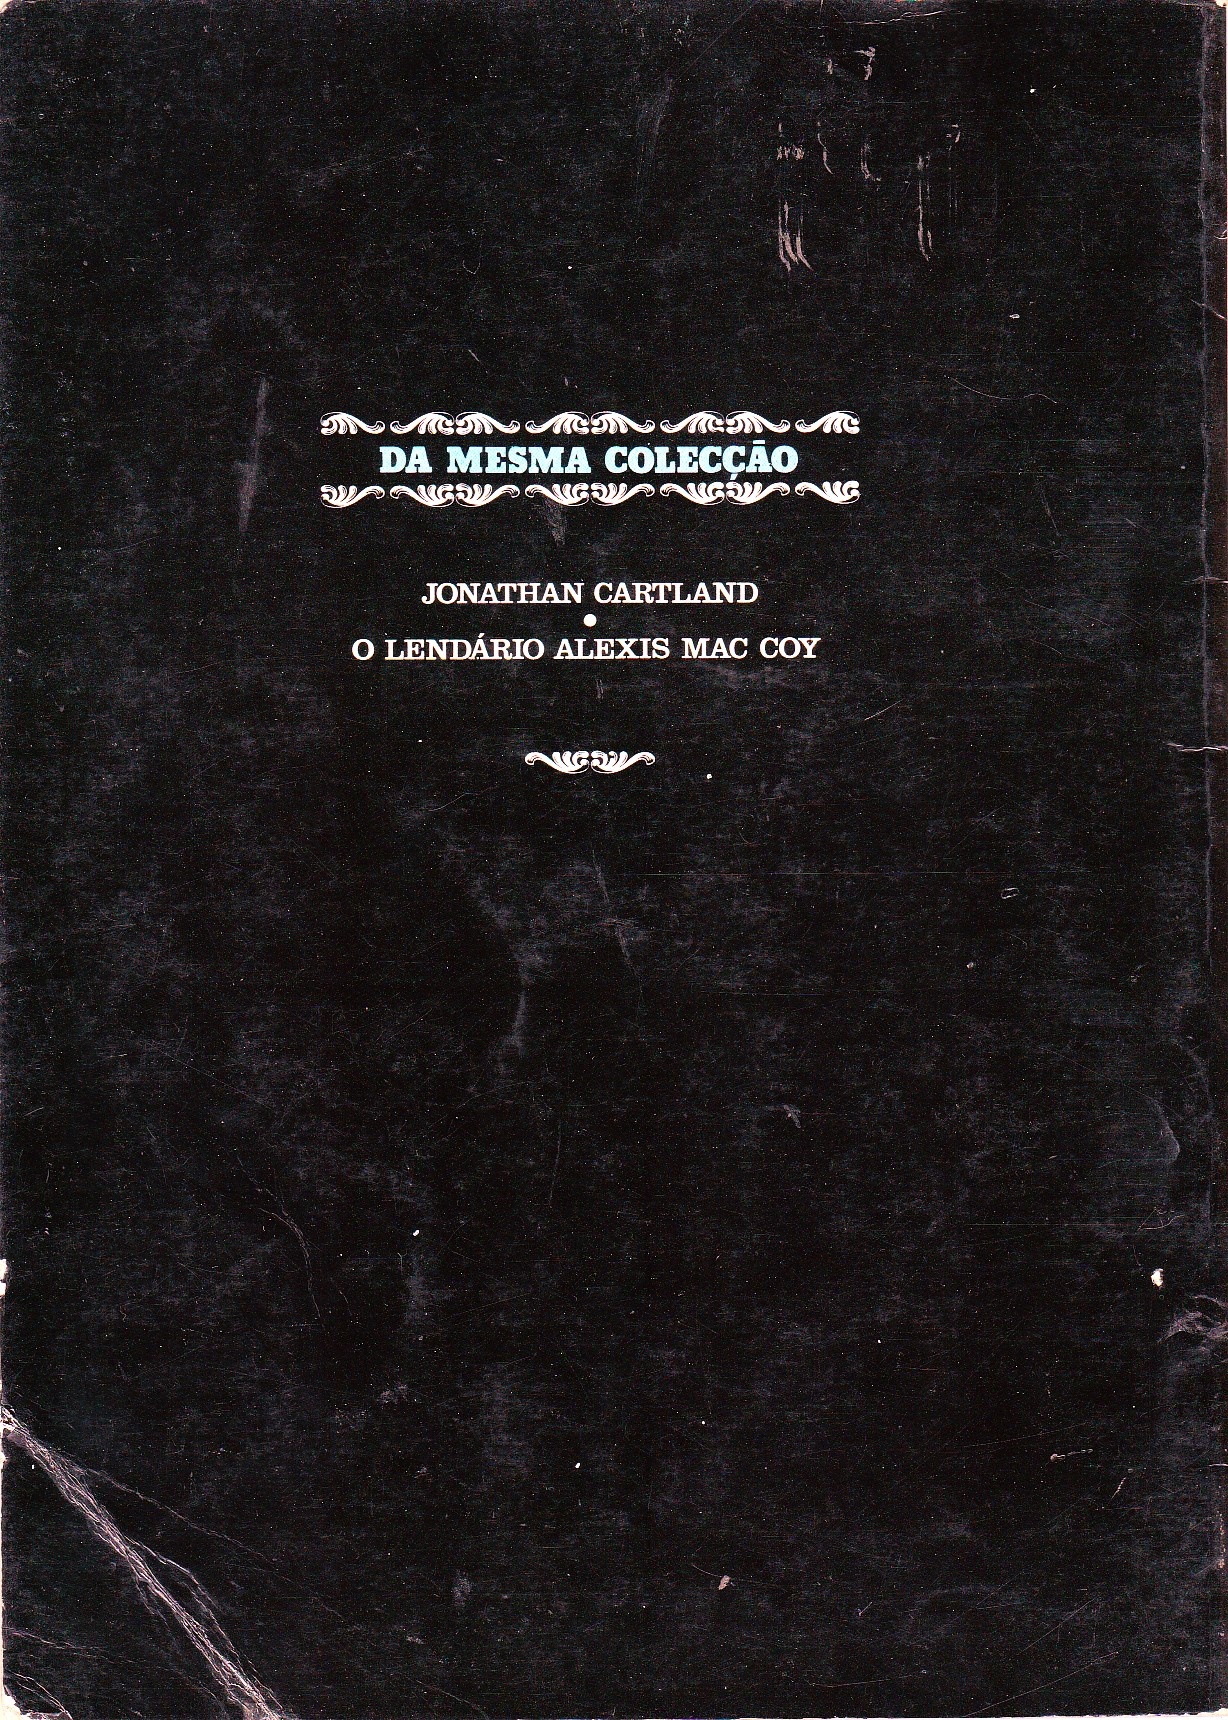 DA MESMA COLECÇÃO
JONATHAN CARTLAND
•
O LENDÁRIO ALEXIS MAC COY